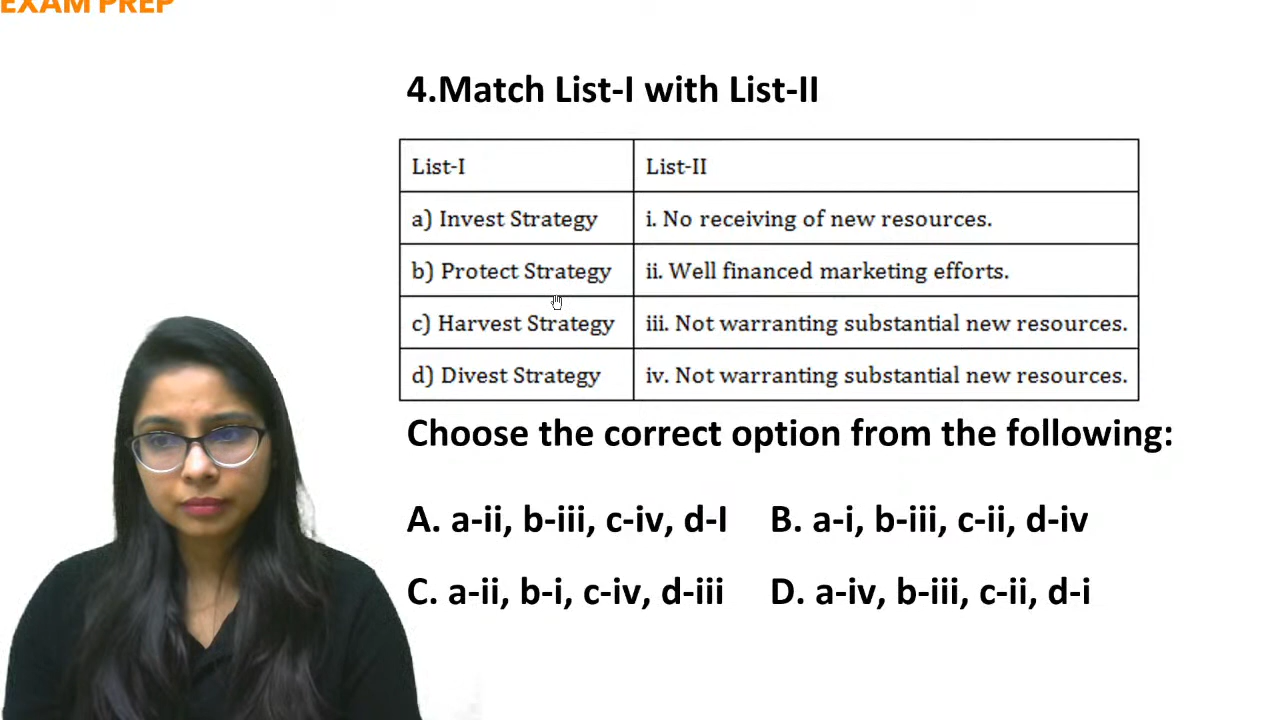 EXAM PREP
4.Match List-I with List-II
List-I List-II
a) Invest Strategy i. No receiving of new resources.
b) Protect Strategy ii. Well financed marketing efforts.
c) Harvest Strategy iii. Not warranting substantial new resources.
d) Divest Strategy iv. Not warranting substantial new resources.
Choose the correct option from the following:
A. a-ii, b-iii, c-iv, d-I B. a-i, b-iii, c-ii, d-iv
C. a-ii, b-i, c-iv, d-iii D. a-iv, b-iii, c-ii, d-i